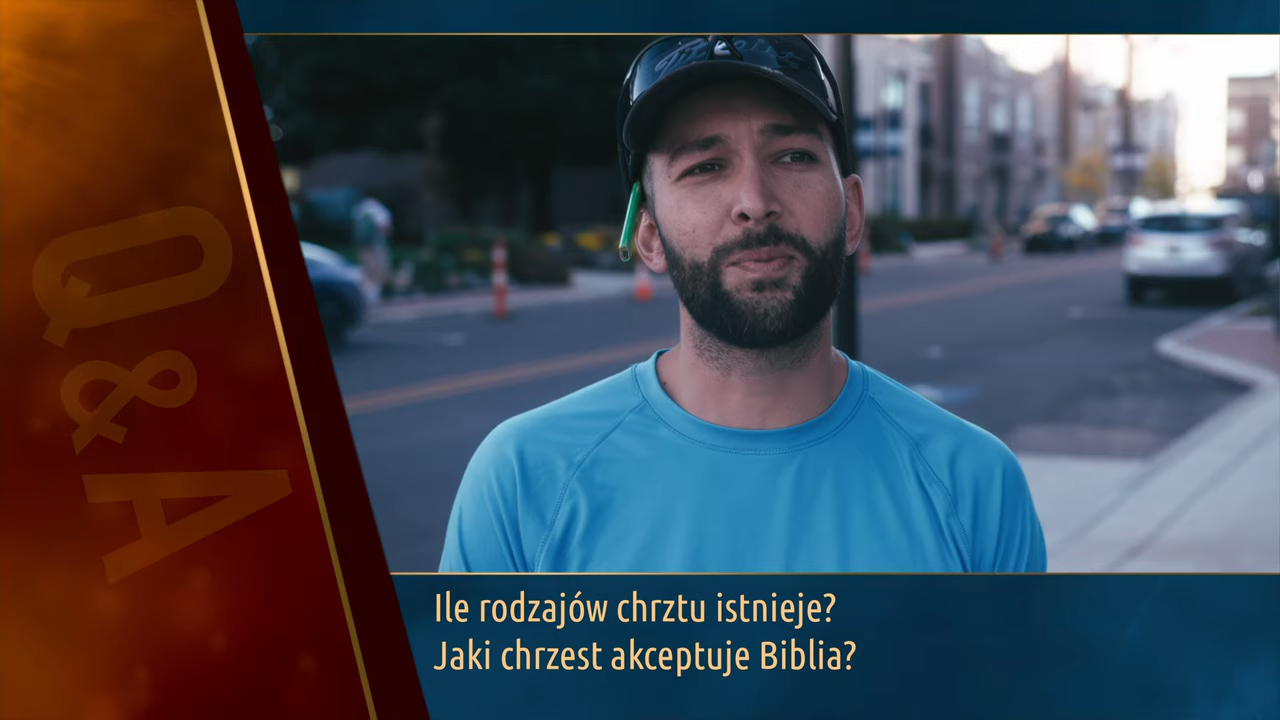 Q&A
Ile rodzajów chrztu istnieje?
Jaki chrzest akceptuje Biblia?